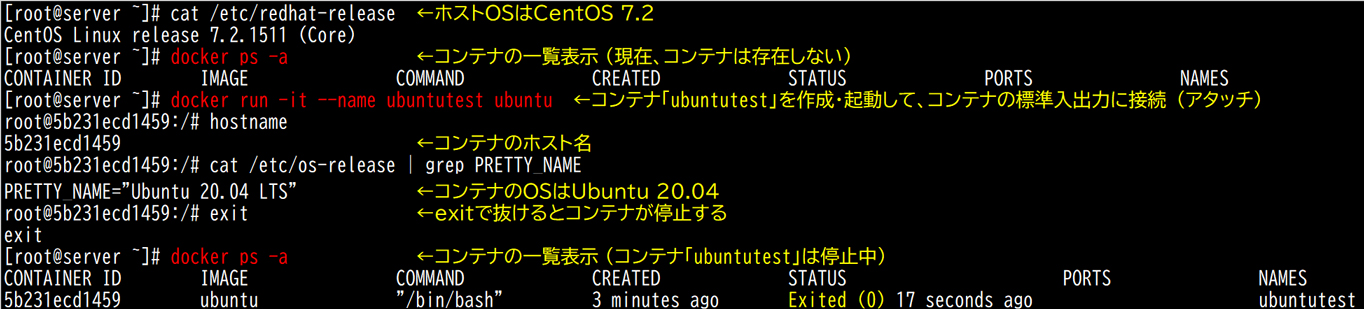 [root@server ~]# cat /etc/redhat-release ←ホストOSはCentOS 7.2
CentOS Linux release 7.2.1511 (Core)
[root@server ~]# docker ps -a ←コンテナの一覧表示（現在、コンテナは存在しない）
CONTAINER ID IMAGE COMMAND CREATED STATUS PORTS NAMES
[root@server ~]# docker run -it --name ubuntutest ubuntu ←コンテナ「ubuntutest」を作成・起動して、コンテナの標準入出力に接続（アタッチ）
root@5b231ecd1459:/# hostname
5b231ecd1459 ←コンテナのホスト名
root@5b231ecd1459:/# cat /etc/os-release | grep PRETTY_NAME
PRETTY_NAME="Ubuntu 20.04 LTS" ←コンテナのOSはUbuntu 20.04
root@5b231ecd1459:/# exit ←exitで抜けるとコンテナが停止する
exit
[root@server ~]# docker ps -a ←コンテナの一覧表示（コンテナ「ubuntutest」は停止中）
CONTAINER ID IMAGE COMMAND CREATED STATUS PORTS NAMES
5b231ecd1459 ubuntu "/bin/bash" 3 minutes ago Exited (0) 17 seconds ago ubuntutest